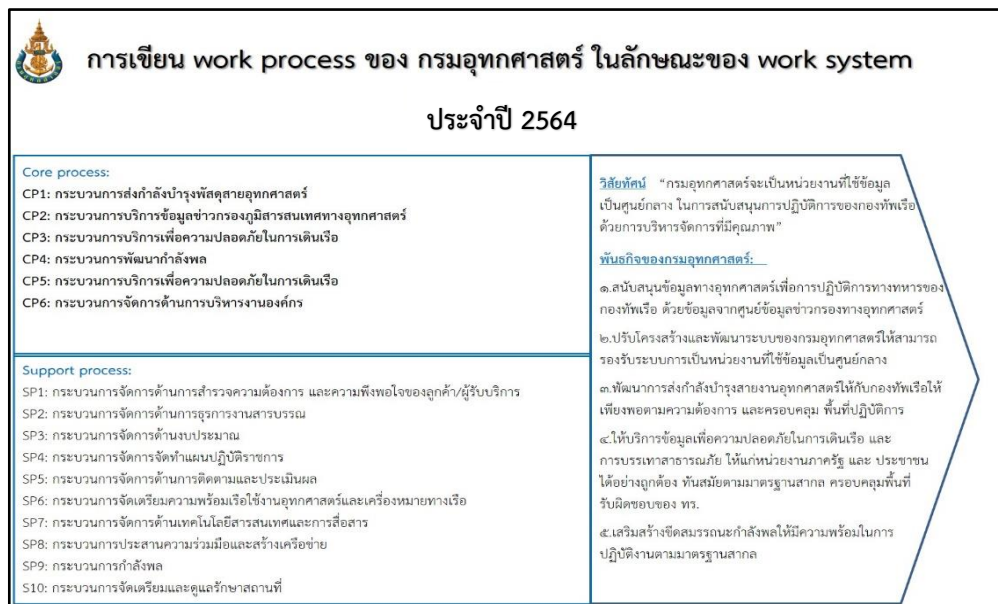 การเขียน work process ของ กรมอุทกศาสตร์ ในลักษณะของ work system
ประจำปี 2564
Core process:
CP1: กระบวนการส่งกำลังบำรุงพัสดุสายอุทกศาสตร์
CP2: กระบวนการบริการข้อมูลข่าวกรองภูมิสารสนเทศทางอุทกศาสตร์
CP3: กระบวนการบริการเพื่อความปลอดภัยในการเดินเรือ
CP4: กระบวนการพัฒนากำลังพล
CP5: กระบวนการบริการเพื่อความปลอดภัยในการเดินเรือ
CP6: กระบวนการจัดการด้านการบริหารงานองค์กร
Support process:
SP1: กระบวนการจัดการด้านการสำรวจความต้องการ และความพึงพอใจของลูกค้า/ผู้รับบริการ
SP2: กระบวนการจัดการด้านการธุรการงานสารบรรณ
SP3: กระบวนการจัดการด้านงบประมาณ
SP4: กระบวนการจัดการจัดทำแผนปฏิบัติราชการ
SP5: กระบวนการจัดการด้านการติดตามและประเมินผล
SP6: กระบวนการจัดเตรียมความพร้อมเรือใช้งานอุทกศาสตร์และเครื่องหมายทางเรือ
SP7: กระบวนการจัดการด้านเทคโนโลยีสารสนเทศและการสื่อสาร
SP8: กระบวนการประสานความร่วมมือและสร้างเครือข่าย
SP9: กระบวนการกำลังพล
S10: กระบวนการจัดเตรียมและดูแลรักษาสถานที่
วิสัยทัศน์ “กรมอุทกศาสตร์จะเป็นหน่วยงานที่ใช้ข้อมูล
เป็นศูนย์กลาง ในการสนับสนุนการปฏิบัติการของกองทัพเรือ
ด้วยการบริหารจัดการที่มีคุณภาพ”
พันธกิจของกรมอุทกศาสตร์:
๑.สนับสนุนข้อมูลทางอุทกศาสตร์เพื่อการปฏิบัติการทางทหารของ
กองทัพเรือ ด้วยข้อมูลจากศูนย์ข้อมูลข่าวกรองทางอุทกศาสตร์
๒.ปรับโครงสร้างและพัฒนาระบบของกรมอุทกศาสตร์ให้สามารถ
รองรับระบบการเป็นหน่วยงานที่ใช้ข้อมูลเป็นศูนย์กลาง
๓.พัฒนาการส่งกำลังบำรุงสายงานอุทกศาสตร์ให้กับกองทัพเรือให้
เพียงพอตามความต้องการ และครอบคลุม พื้นที่ปฏิบัติการ
๔.ให้บริการข้อมูลเพื่อความปลอดภัยในการเดินเรือ และ
การบรรเทาสาธารณภัย ให้แก่หน่วยงานภาครัฐ และ ประชาชน
ได้อย่างถูกต้อง ทันสมัยตามมาตรฐานสากล ครอบคลุมพื้นที่
รับผิดชอบของ ทร.
๕.เสริมสร้างขีดสมรรถนะกำลังพลให้มีความพร้อมในการ
ปฏิบัติงานตามมาตรฐานสากล